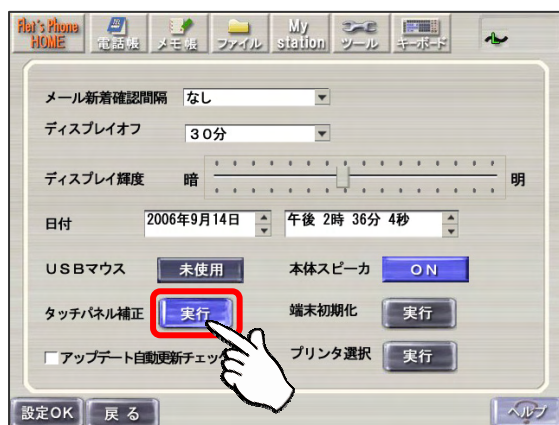 Flet's Phone
HOME
電話帳
メモ帳
ファイル
My
station
ツール
キーボード
メール新着確認間隔 なし
ディスプレイオフ 30分
ディスプレイ輝度 暗 明
日付 2006年9月14日 午後 2時 36分 4秒
USBマウス 未使用 本体スピーカ ON
タッチパネル補正 実行 端末初期化 実行
アップデート自動更新チェック プリンタ選択 実行
設定OK 戻る ヘルプ